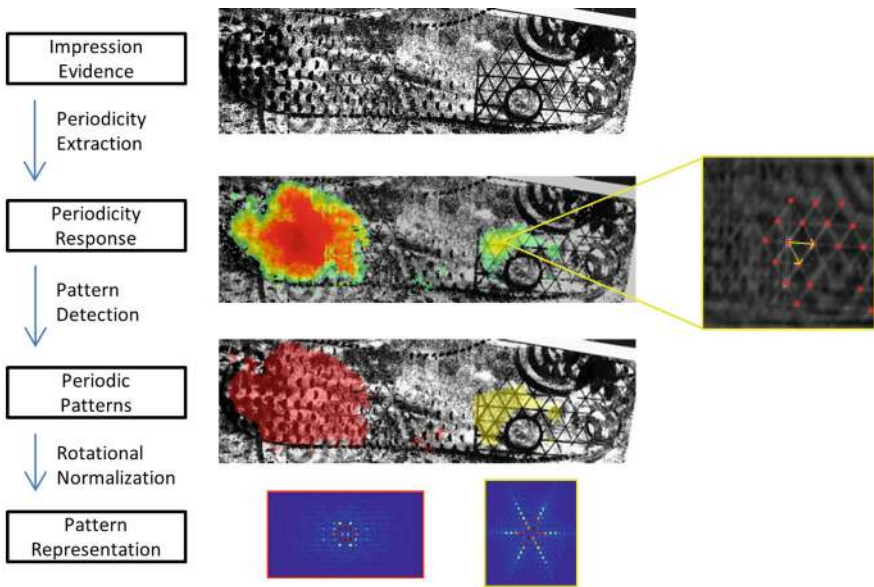 Impression
Evidence
Periodicity
Extraction
Periodicity
Response
Pattern
Detection
Periodic
Patterns
Rotational
Normalization
Pattern
Representation